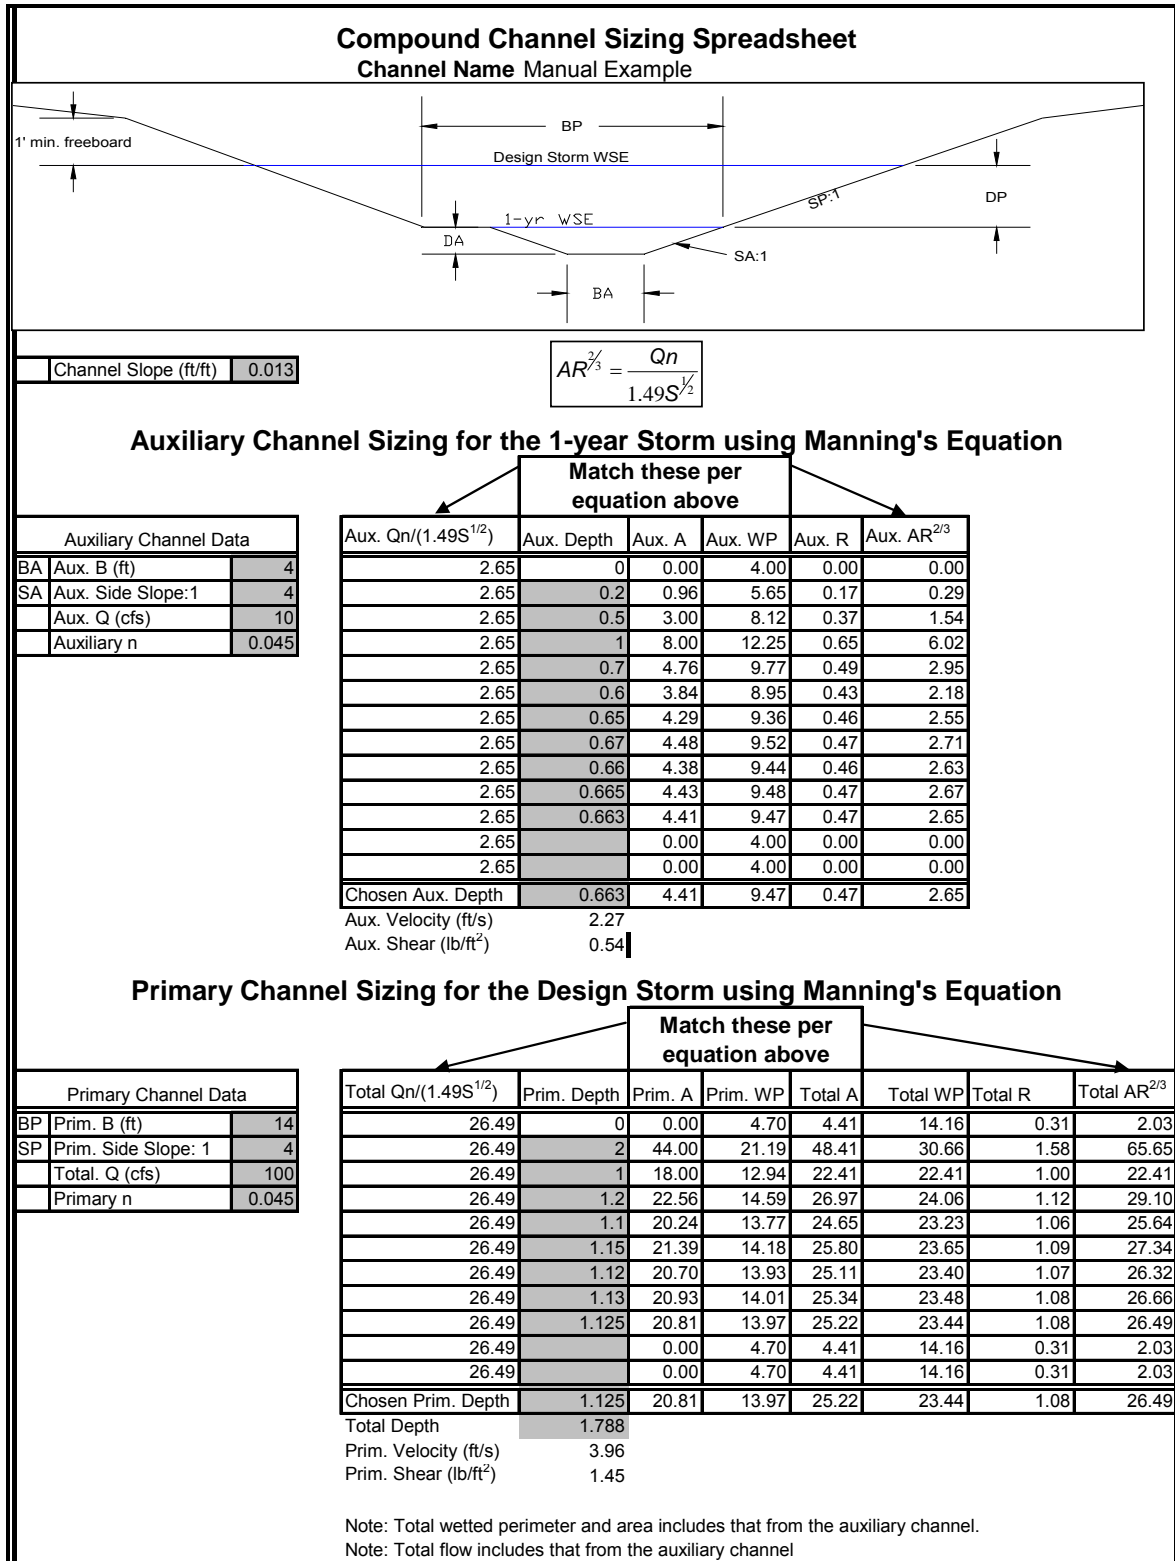 Compound Channel Sizing Spreadsheet
Channel Name Manual Example
1' min. freeboard
BP
Design Storm WSE
SP:1
DP
1-yr WSE
DA
SA:1
BA
Channel Slope (ft/ft) 0.013
AR^2/3 = Qn / 1.49S^1/2
Auxiliary Channel Sizing for the 1-year Storm using Manning's Equation
Match these per
equation above
Auxiliary Channel Data
BA Aux. B (ft) 4
SA Aux. Side Slope:1 4
Aux. Q (cfs) 10
Auxiliary n 0.045
Aux. Qn/(1.49S^1/2) Aux. Depth Aux. A Aux. WP Aux. R Aux. AR^2/3
2.65 0 0.00 4.00 0.00 0.00
2.65 0.2 0.96 5.65 0.17 0.29
2.65 0.5 3.00 8.12 0.37 1.54
2.65 1 8.00 12.25 0.65 6.02
2.65 0.7 4.76 9.77 0.49 2.95
2.65 0.6 3.84 8.95 0.43 2.18
2.65 0.65 4.29 9.36 0.46 2.55
2.65 0.67 4.48 9.52 0.47 2.71
2.65 0.66 4.38 9.44 0.46 2.63
2.65 0.665 4.43 9.48 0.47 2.67
2.65 0.663 4.41 9.47 0.47 2.65
2.65 0.00 4.00 0.00 0.00
2.65 0.00 4.00 0.00 0.00
Chosen Aux. Depth 0.663 4.41 9.47 0.47 2.65
Aux. Velocity (ft/s) 2.27
Aux. Shear (lb/ft^2) 0.54
Primary Channel Sizing for the Design Storm using Manning's Equation
Match these per
equation above
Primary Channel Data
BP Prim. B (ft) 14
SP Prim. Side Slope: 1 4
Total. Q (cfs) 100
Primary n 0.045
Total Qn/(1.49S^1/2) Prim. Depth Prim. A Prim. WP Total A Total WP Total R Total AR^2/3
26.49 0 0.00 4.70 4.41 14.16 0.31 2.03
26.49 2 44.00 21.19 48.41 30.66 1.58 65.65
26.49 1 18.00 12.94 22.41 22.41 1.00 22.41
26.49 1.2 22.56 14.59 26.97 24.06 1.12 29.10
26.49 1.1 20.24 13.77 24.65 23.23 1.06 25.64
26.49 1.15 21.39 14.18 25.80 23.65 1.09 27.34
26.49 1.12 20.70 13.93 25.11 23.40 1.07 26.32
26.49 1.13 20.93 14.01 25.34 23.48 1.08 26.66
26.49 1.125 20.81 13.97 25.22 23.44 1.08 26.49
26.49 0.00 4.70 4.41 14.16 0.31 2.03
26.49 0.00 4.70 4.41 14.16 0.31 2.03
Chosen Prim. Depth 1.125 20.81 13.97 25.22 23.44 1.08 26.49
Total Depth 1.788
Prim. Velocity (ft/s) 3.96
Prim. Shear (lb/ft^2) 1.45
Note: Total wetted perimeter and area includes that from the auxiliary channel.
Note: Total flow includes that from the auxiliary channel